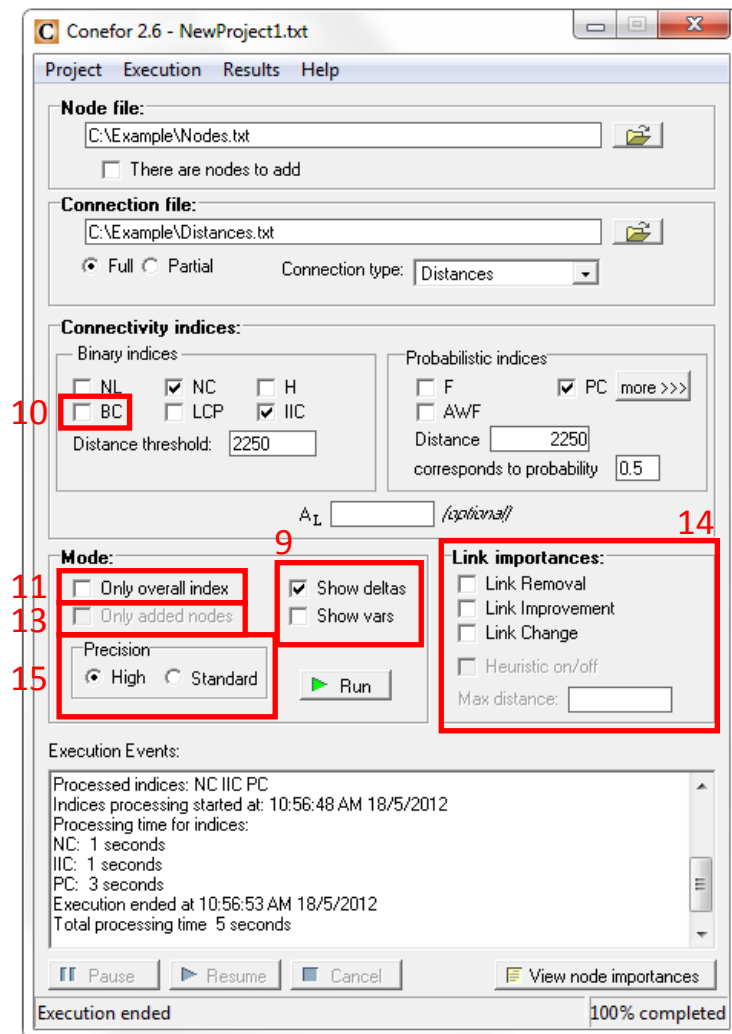 Conefor 2.6 - NewProject1.txt
Project Execution Results Help
Node file:
C:\Example\Nodes.txt
There are nodes to add
Connection file:
C:\Example\Distances.txt
Full Partial Connection type: Distances
Connectivity indices:
Binary indices
NL NC H
10 BC LCP IIC
Distance threshold: 2250
Probabilistic indices
F PC more >>>
AWF
Distance 2250
corresponds to probability 0.5
AL (optional)
9
14
Mode:
11 Only overall index
13 Only added nodes
Show deltas
Show vars
Precision
15 High Standard
Run
Link importances:
Link Removal
Link Improvement
Link Change
Heuristic on/off
Max distance:
Execution Events:
Processed indices: NC IIC PC
Indices processing started at: 10:56:48 AM 18/5/2012
Processing time for indices:
NC: 1 seconds
IIC: 1 seconds
PC: 3 seconds
Execution ended at 10:56:53 AM 18/5/2012
Total processing time 5 seconds
Pause Resume Cancel View node importances
Execution ended 100% completed